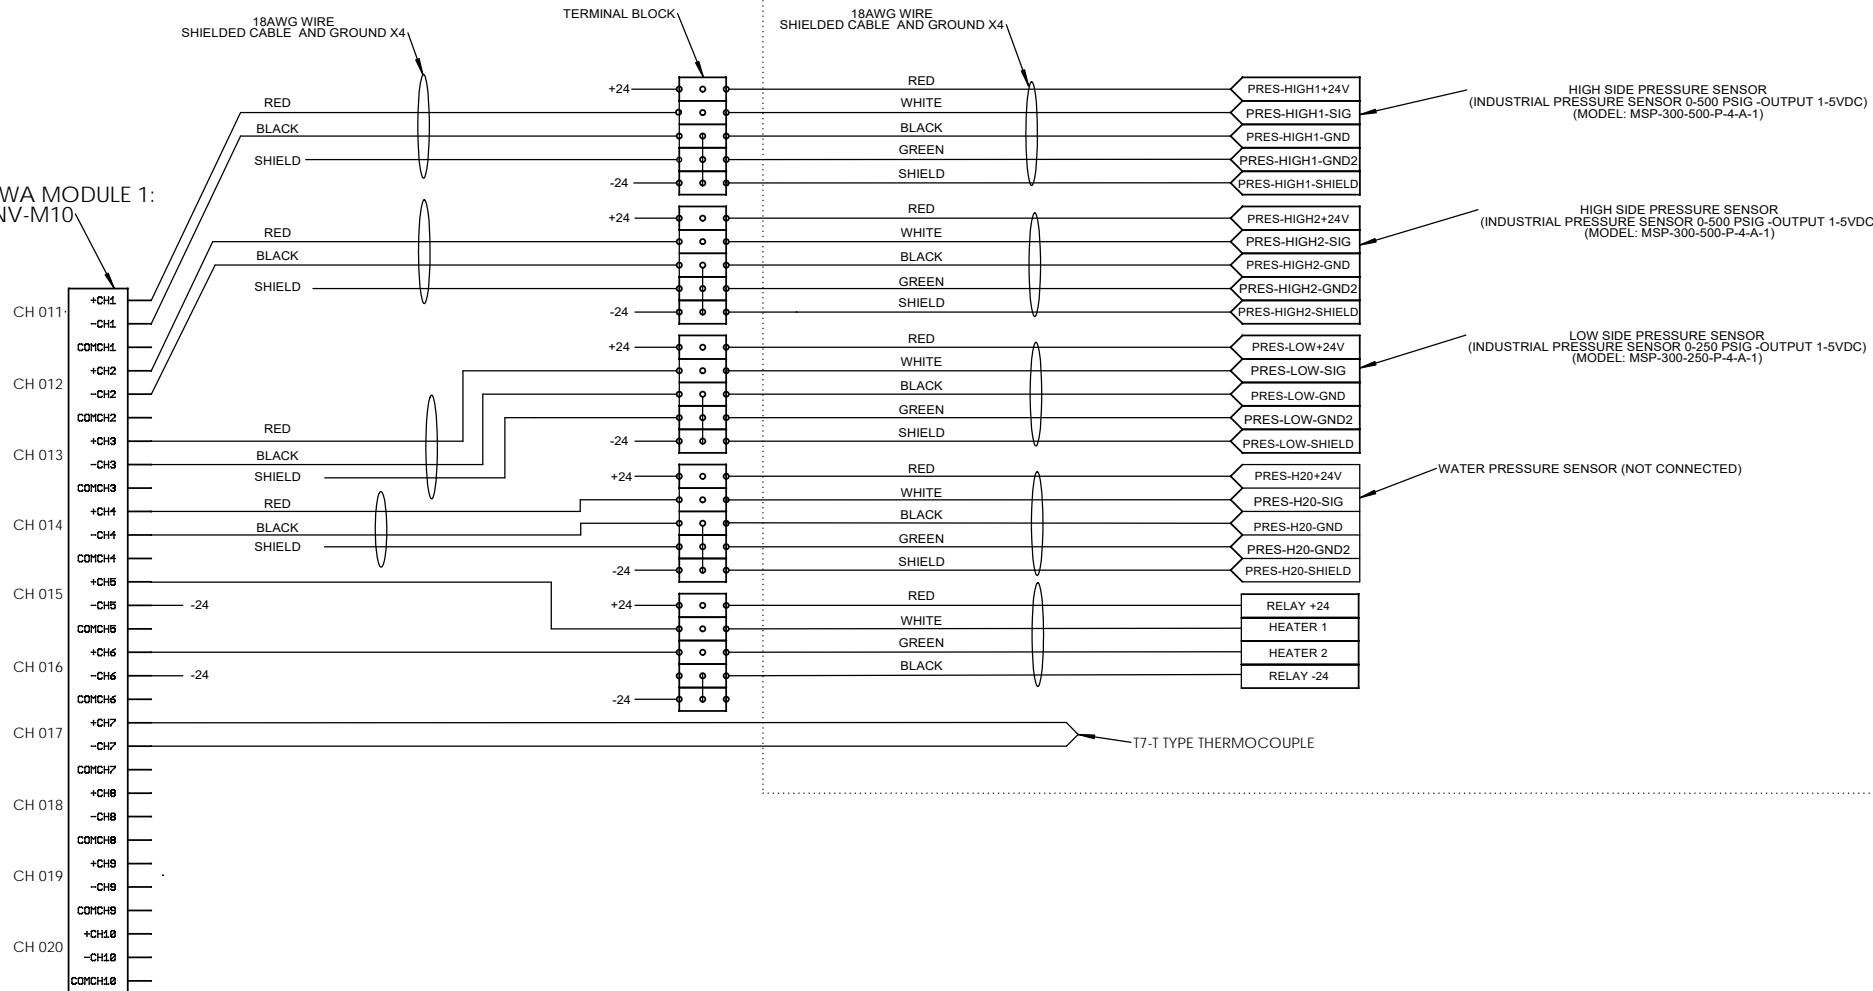 18AWG WIRE
SHIELDED CABLE AND GROUND X4
TERMINAL BLOCK
18AWG WIRE
SHIELDED CABLE AND GROUND X4
WA MODULE 1:
NV-M10
CH 011
CH 012
CH 013
CH 014
CH 015
CH 016
CH 017
CH 018
CH 019
CH 020
+CH1
-CH1
COMCH1
+CH2
-CH2
COMCH2
+CH3
-CH3
COMCH3
+CH4
-CH4
COMCH4
+CH5
-CH5
COMCH5
+CH6
-CH6
COMCH6
+CH7
-CH7
COMCH7
+CH8
-CH8
COMCH8
+CH9
-CH9
COMCH9
+CH10
-CH10
COMCH10
-24
-24
RED
BLACK
SHIELD
RED
BLACK
SHIELD
RED
BLACK
SHIELD
RED
BLACK
SHIELD
+24
-24
+24
-24
+24
-24
+24
-24
+24
-24
RED
WHITE
BLACK
GREEN
SHIELD
RED
WHITE
BLACK
GREEN
SHIELD
RED
WHITE
BLACK
GREEN
SHIELD
RED
WHITE
BLACK
GREEN
SHIELD
RED
WHITE
GREEN
BLACK
PRES-HIGH1+24V
PRES-HIGH1-SIG
PRES-HIGH1-GND
PRES-HIGH1-GND2
PRES-HIGH1-SHIELD
PRES-HIGH2+24V
PRES-HIGH2-SIG
PRES-HIGH2-GND
PRES-HIGH2-GND2
PRES-HIGH2-SHIELD
PRES-LOW+24V
PRES-LOW-SIG
PRES-LOW-GND
PRES-LOW-GND2
PRES-LOW-SHIELD
PRES-H20+24V
PRES-H20-SIG
PRES-H20-GND
PRES-H20-GND2
PRES-H20-SHIELD
RELAY +24
HEATER 1
HEATER 2
RELAY -24
HIGH SIDE PRESSURE SENSOR
(INDUSTRIAL PRESSURE SENSOR 0-500 PSIG -OUTPUT 1-5VDC)
(MODEL: MSP-300-500-P-4-A-1)
HIGH SIDE PRESSURE SENSOR
(INDUSTRIAL PRESSURE SENSOR 0-500 PSIG -OUTPUT 1-5VDC
(MODEL: MSP-300-500-P-4-A-1)
LOW SIDE PRESSURE SENSOR
(INDUSTRIAL PRESSURE SENSOR 0-250 PSIG -OUTPUT 1-5VDC)
(MODEL: MSP-300-250-P-4-A-1)
WATER PRESSURE SENSOR (NOT CONNECTED)
T7-T TYPE THERMOCOUPLE